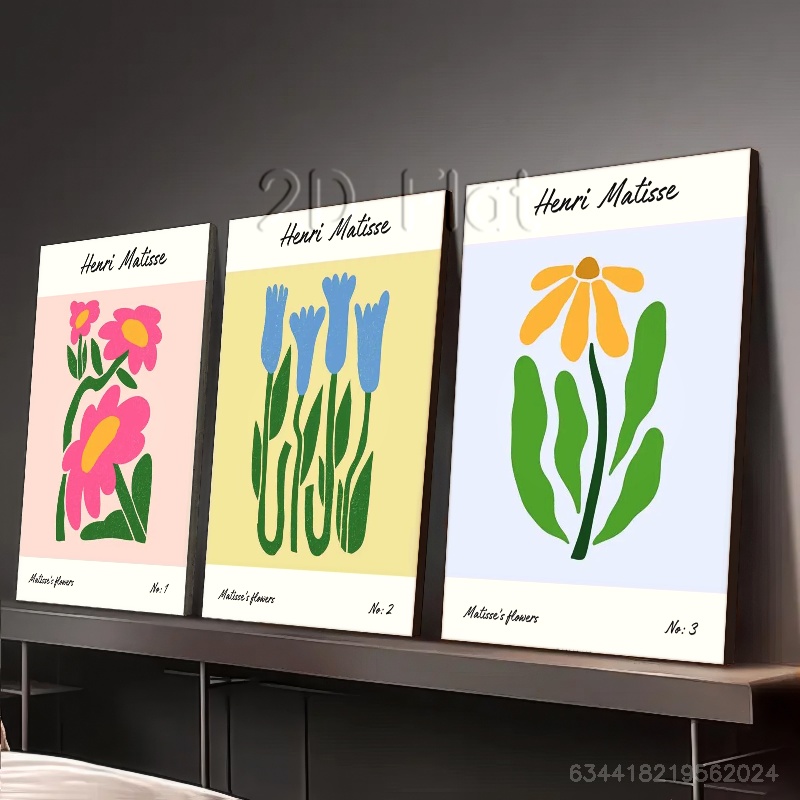 2D Flat
Henri Matisse
Matisse's flowers
No: 1
Henri Matisse
Matisse's flowers
No: 2
Henri Matisse
Matisse's flowers
No: 3
634418219562024